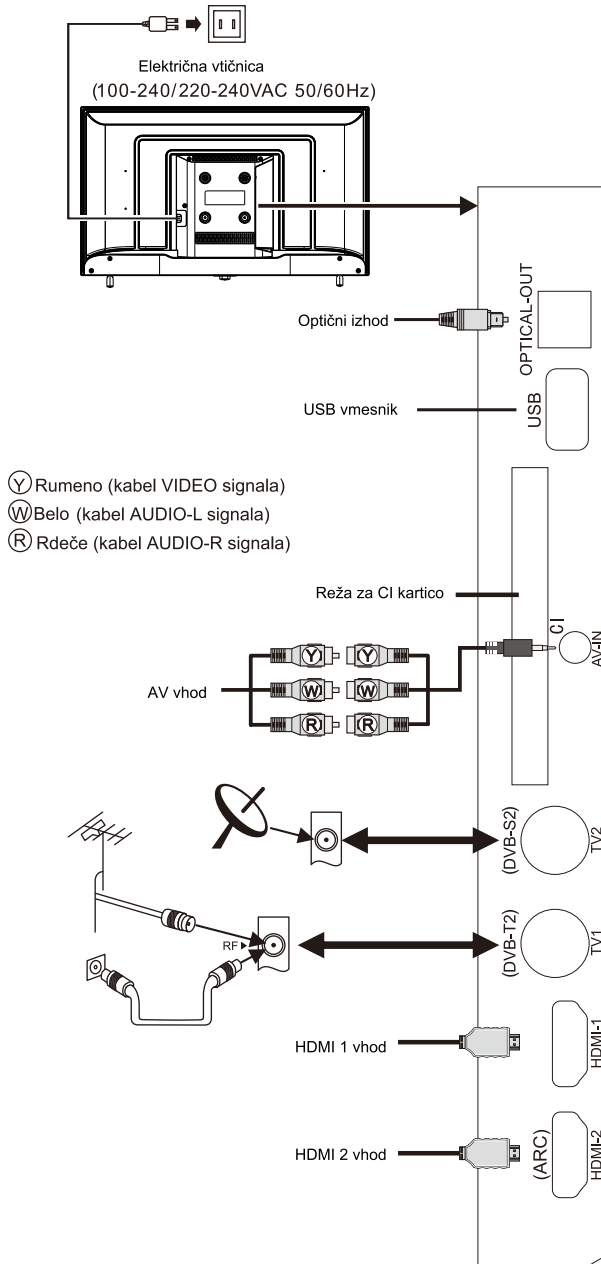 Električna vtičnica
(100-240/220-240VAC 50/60Hz)
Optični izhod
OPTICAL-OUT
USB vmesnik
USB
Y Rumeno (kabel VIDEO signala)
W Belo (kabel AUDIO-L signala)
R Rdeče (kabel AUDIO-R signala)
Reža za CI kartico
CI
AV-IN
AV vhod
Y Y
W W
R R
(DVB-S2)
TV2
RF
(DVB-T2)
TV1
HDMI 1 vhod
HDMI-1
HDMI 2 vhod
(ARC)
HDMI-2